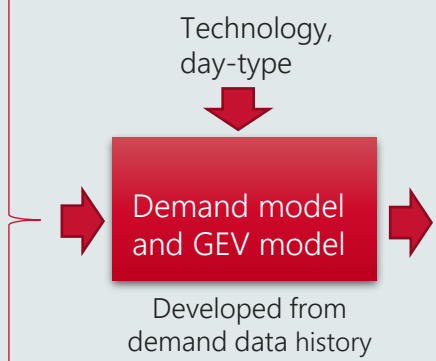 Technology,
day-type
Demand model
and GEV model
Developed from
demand data history